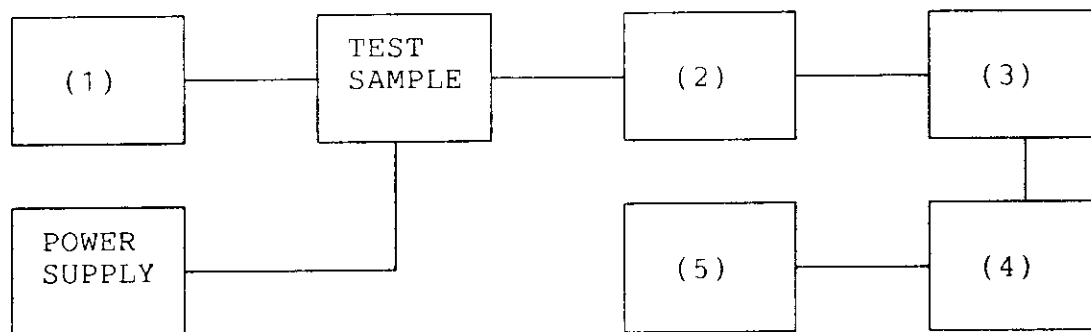 (1)
TEST
SAMPLE
(2)
(3)
POWER
SUPPLY
(5)
(4)